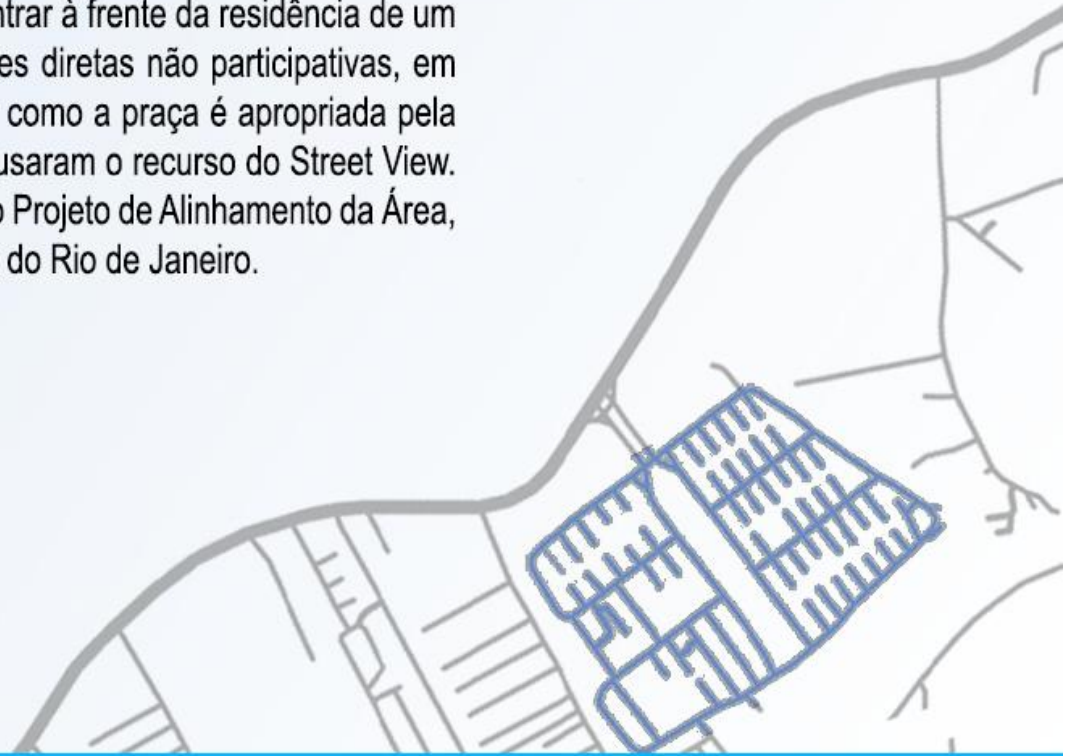 ntrar à frente da residência de um
es diretas não participativas, em
como a praça é apropriada pela
usaram o recurso do Street View.
o Projeto de Alinhamento da Área,
do Rio de Janeiro.